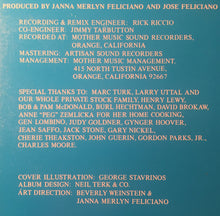 PRODUCED BY JANNA MERLYN FELICIANO AND JOSE FELICIANO
RECORDING & REMIX ENGINEER: RICK RICCIO
CO-ENGINEER: JIMMY TARBUTTON
RECORDED AT: MOTHER MUSIC SOUND RECORDERS,
ORANGE, CALIFORNIA
MASTERING: ARTISAN SOUND RECORDERS
MANAGEMENT: MOTHER MUSIC MANAGEMENT,
415 NORTH TUSTIN AVENUE,
ORANGE, CALIFORNIA 92667
SPECIAL THANKS TO: MARC TURK, LARRY UTTAL AND
OUR WHOLE PRIVATE STOCK FAMILY, HENRY LEWY,
BOB & PAM McDONALD, BURL HECHTMAN, DAVID BROKAW,
ANNE "PEG" ZEMLICKA FOR HER HOME COOKING,
GEN LOMBINO, JUDY GOLDNER, GYNGER HOOVER,
JEAN SAFFO, JACK STONE, GARY NICKEL,
CHERIE THEAKSTON, JOHN GUERIN, GORDON PARKS, JR.,
CHARLES MOORE.
COVER ILLUSTRATION: GEORGE STAVRINOS
ALBUM DESIGN: NEIL TERK & CO.
ART DIRECTION: BEVERLY WEINSTEIN &
JANNA MERLYN FELICIANO